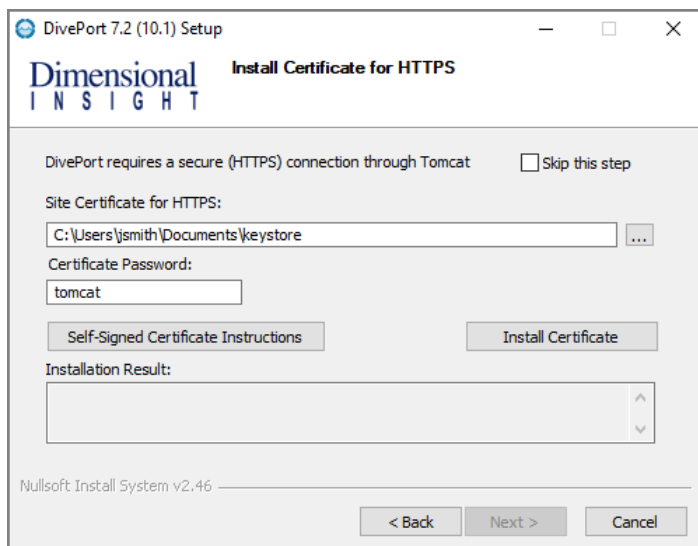 DivePort 7.2 (10.1) Setup
Dimensional
INSIGHT
Install Certificate for HTTPS
DivePort requires a secure (HTTPS) connection through Tomcat
Skip this step
Site Certificate for HTTPS:
C:\Users\jsmith\Documents\keystore
...
Certificate Password:
tomcat
Self-Signed Certificate Instructions
Install Certificate
Installation Result:
Nullsoft Install System v2.46
< Back
Next >
Cancel